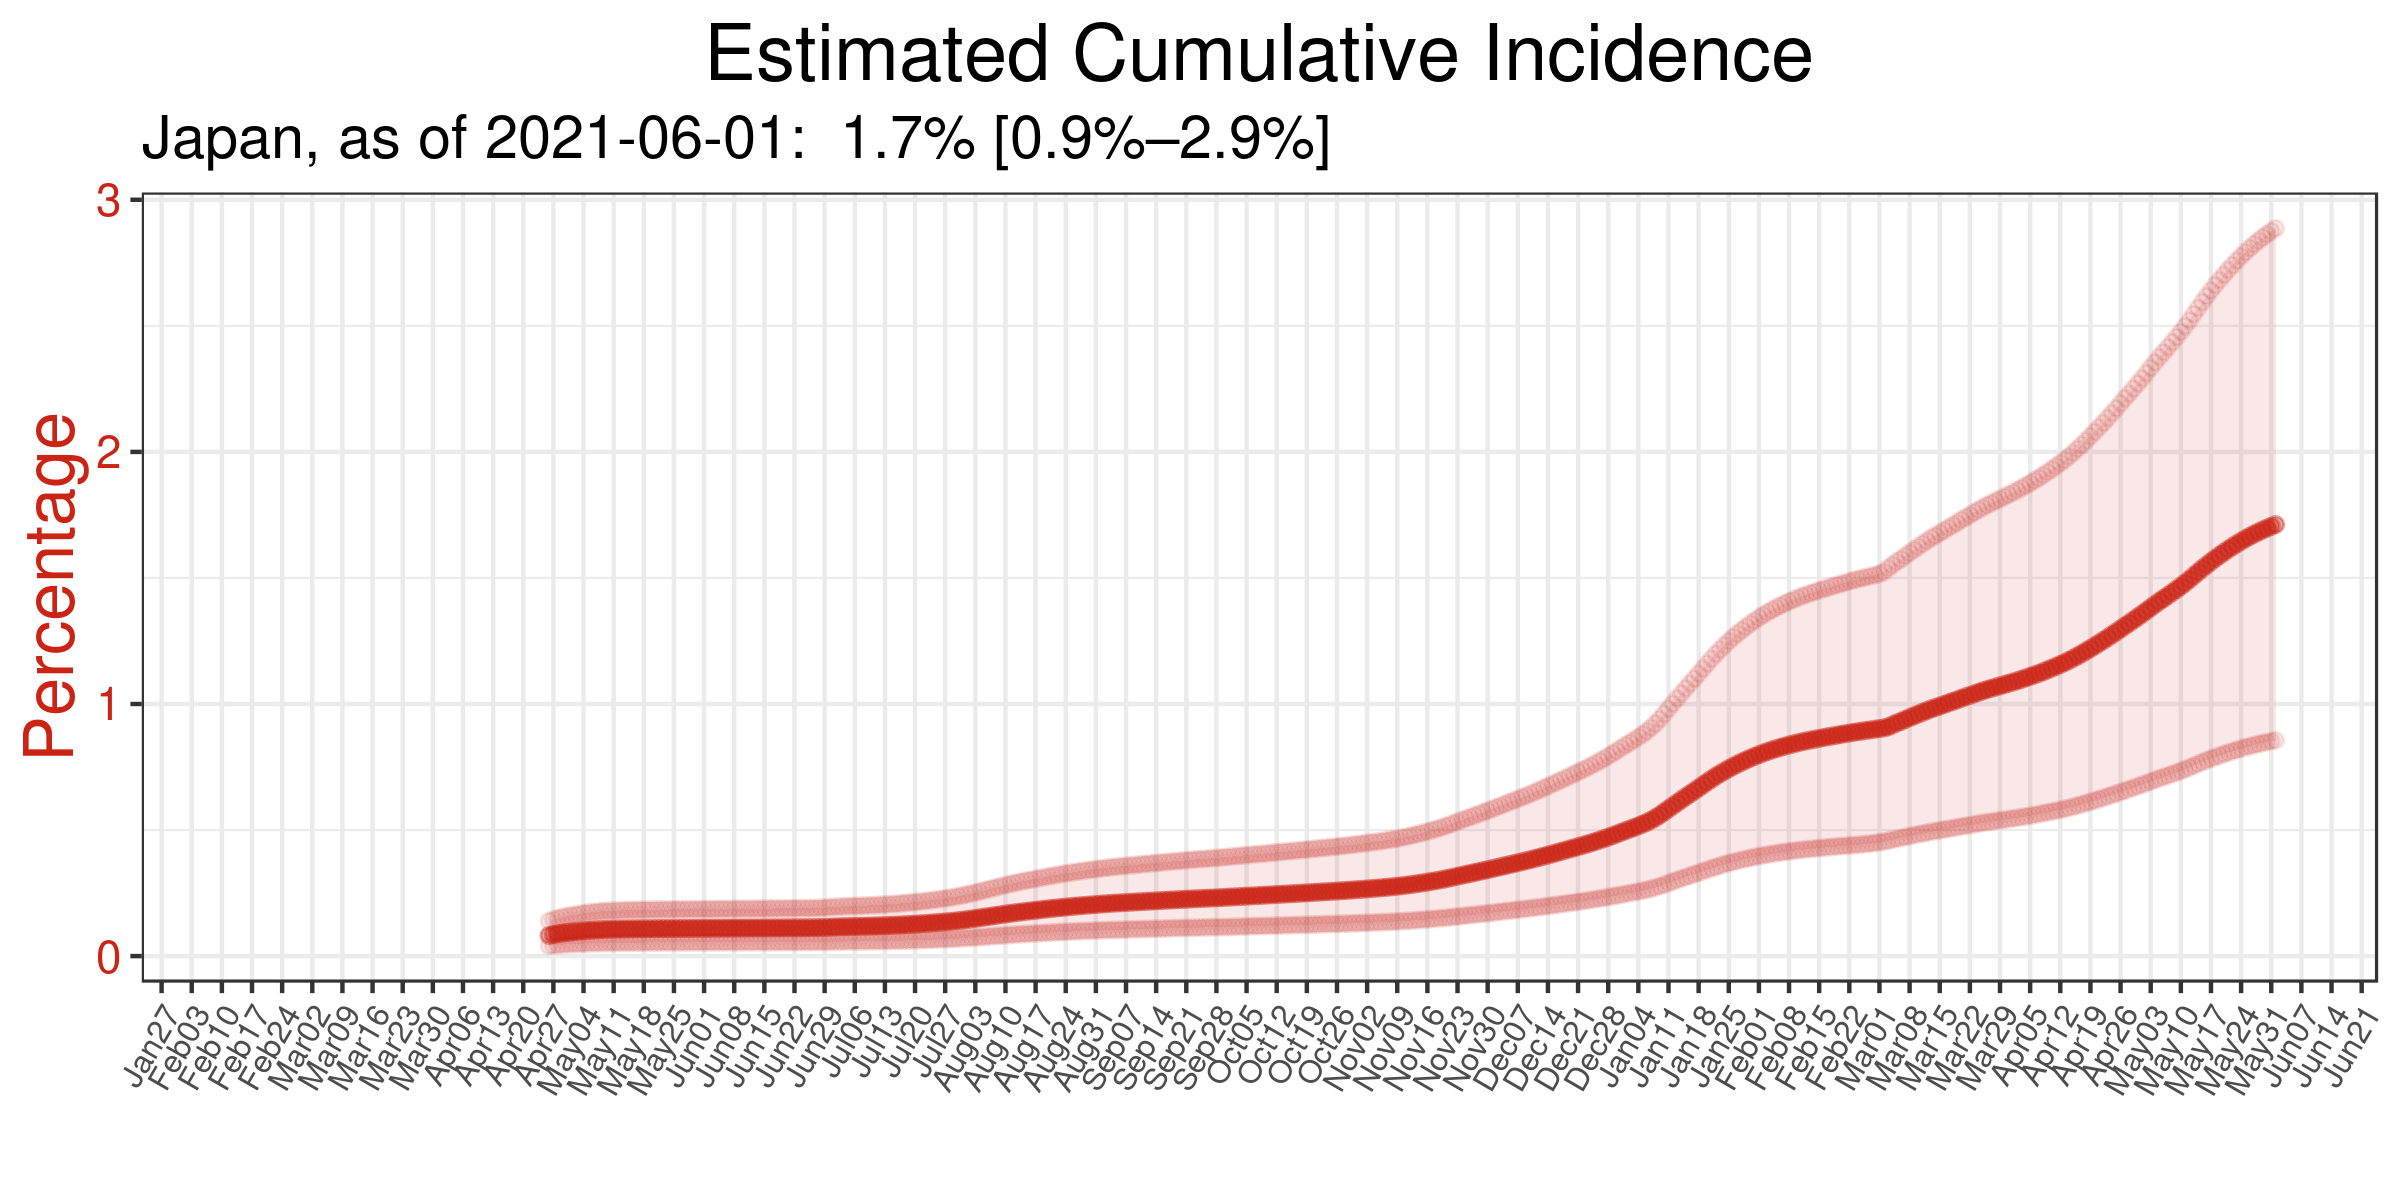 Estimated Cumulative Incidence
Japan, as of 2021-06-01:  1.7% [0.9%–2.9%]
Percentage
3
2
1
0
Jan27
Feb03
Feb10
Feb17
Feb24
Mar02
Mar09
Mar16
Mar23
Mar30
Apr06
Apr13
Apr20
Apr27
May04
May11
May18
May25
Jun01
Jun08
Jun15
Jun22
Jun29
Jul06
Jul13
Jul20
Jul27
Aug03
Aug10
Aug17
Aug24
Aug31
Sep07
Sep14
Sep21
Sep28
Oct05
Oct12
Oct19
Oct26
Nov02
Nov09
Nov16
Nov23
Nov30
Dec07
Dec14
Dec21
Dec28
Jan04
Jan11
Jan18
Jan25
Feb01
Feb08
Feb15
Feb22
Mar01
Mar08
Mar15
Mar22
Mar29
Apr05
Apr12
Apr19
Apr26
May03
May10
May17
May24
May31
Jun07
Jun14
Jun21